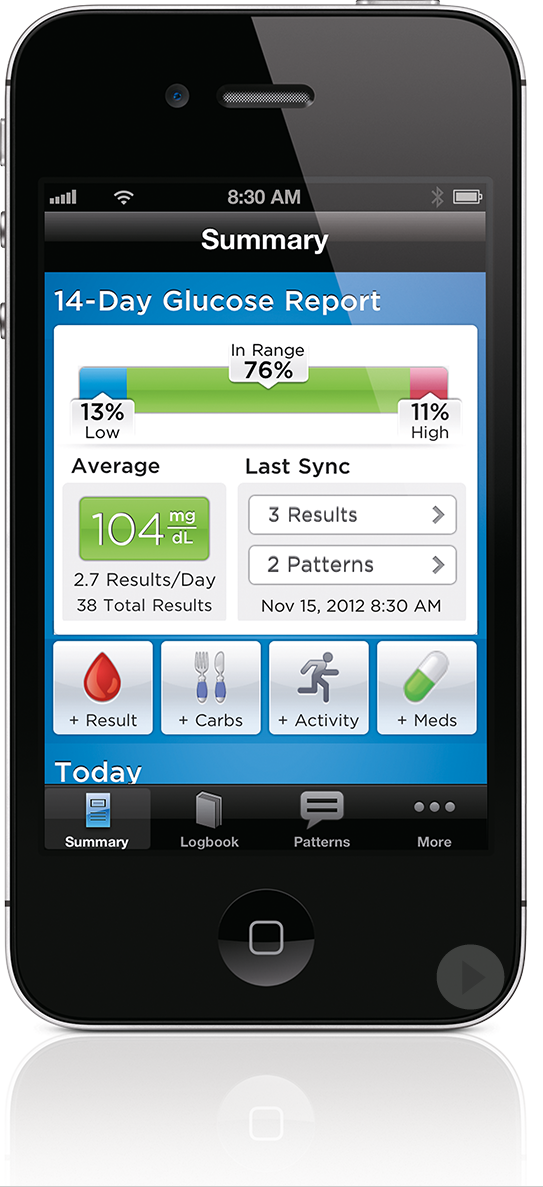 8:30 AM
Summary
14-Day Glucose Report
In Range
76%
13%
Low
11%
High
Average
Last Sync
104 mg
dL
3 Results
2 Patterns
2.7 Results/Day
38 Total Results
Nov 15, 2012 8:30 AM
+ Result
+ Carbs
+ Activity
+ Meds
Today
Summary
Logbook
Patterns
More